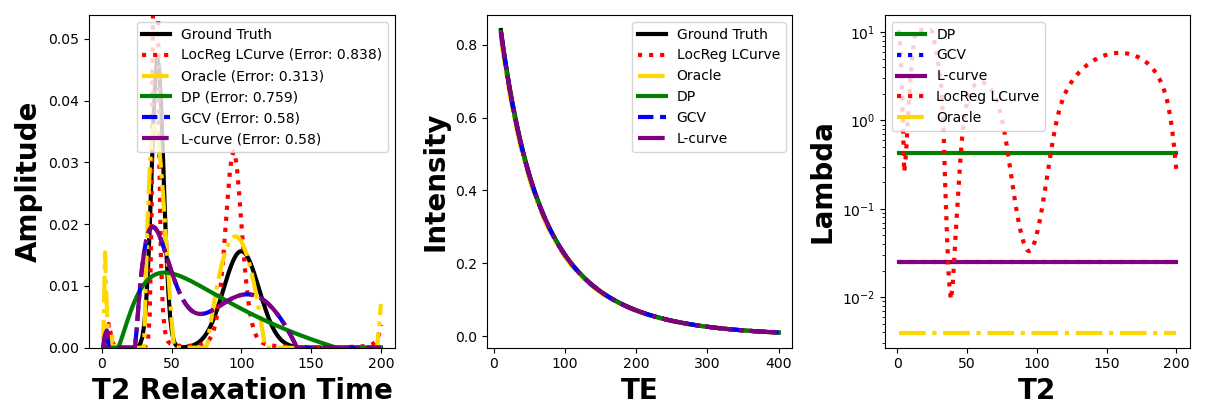 Amplitude
0.05
0.04
0.03
0.02
0.01
0.00
Ground Truth
LocReg LCurve (Error: 0.838)
Oracle (Error: 0.313)
DP (Error: 0.759)
GCV (Error: 0.58)
L-curve (Error: 0.58)
0 50 100 150 200
T2 Relaxation Time
Intensity
0.8
0.6
0.4
0.2
0.0
Ground Truth
LocReg LCurve
Oracle
DP
GCV
L-curve
0 100 200 300 400
TE
Lambda
10¹
10⁰
10⁻¹
10⁻²
DP
GCV
L-curve
LocReg LCurve
Oracle
0 50 100 150 200
T2